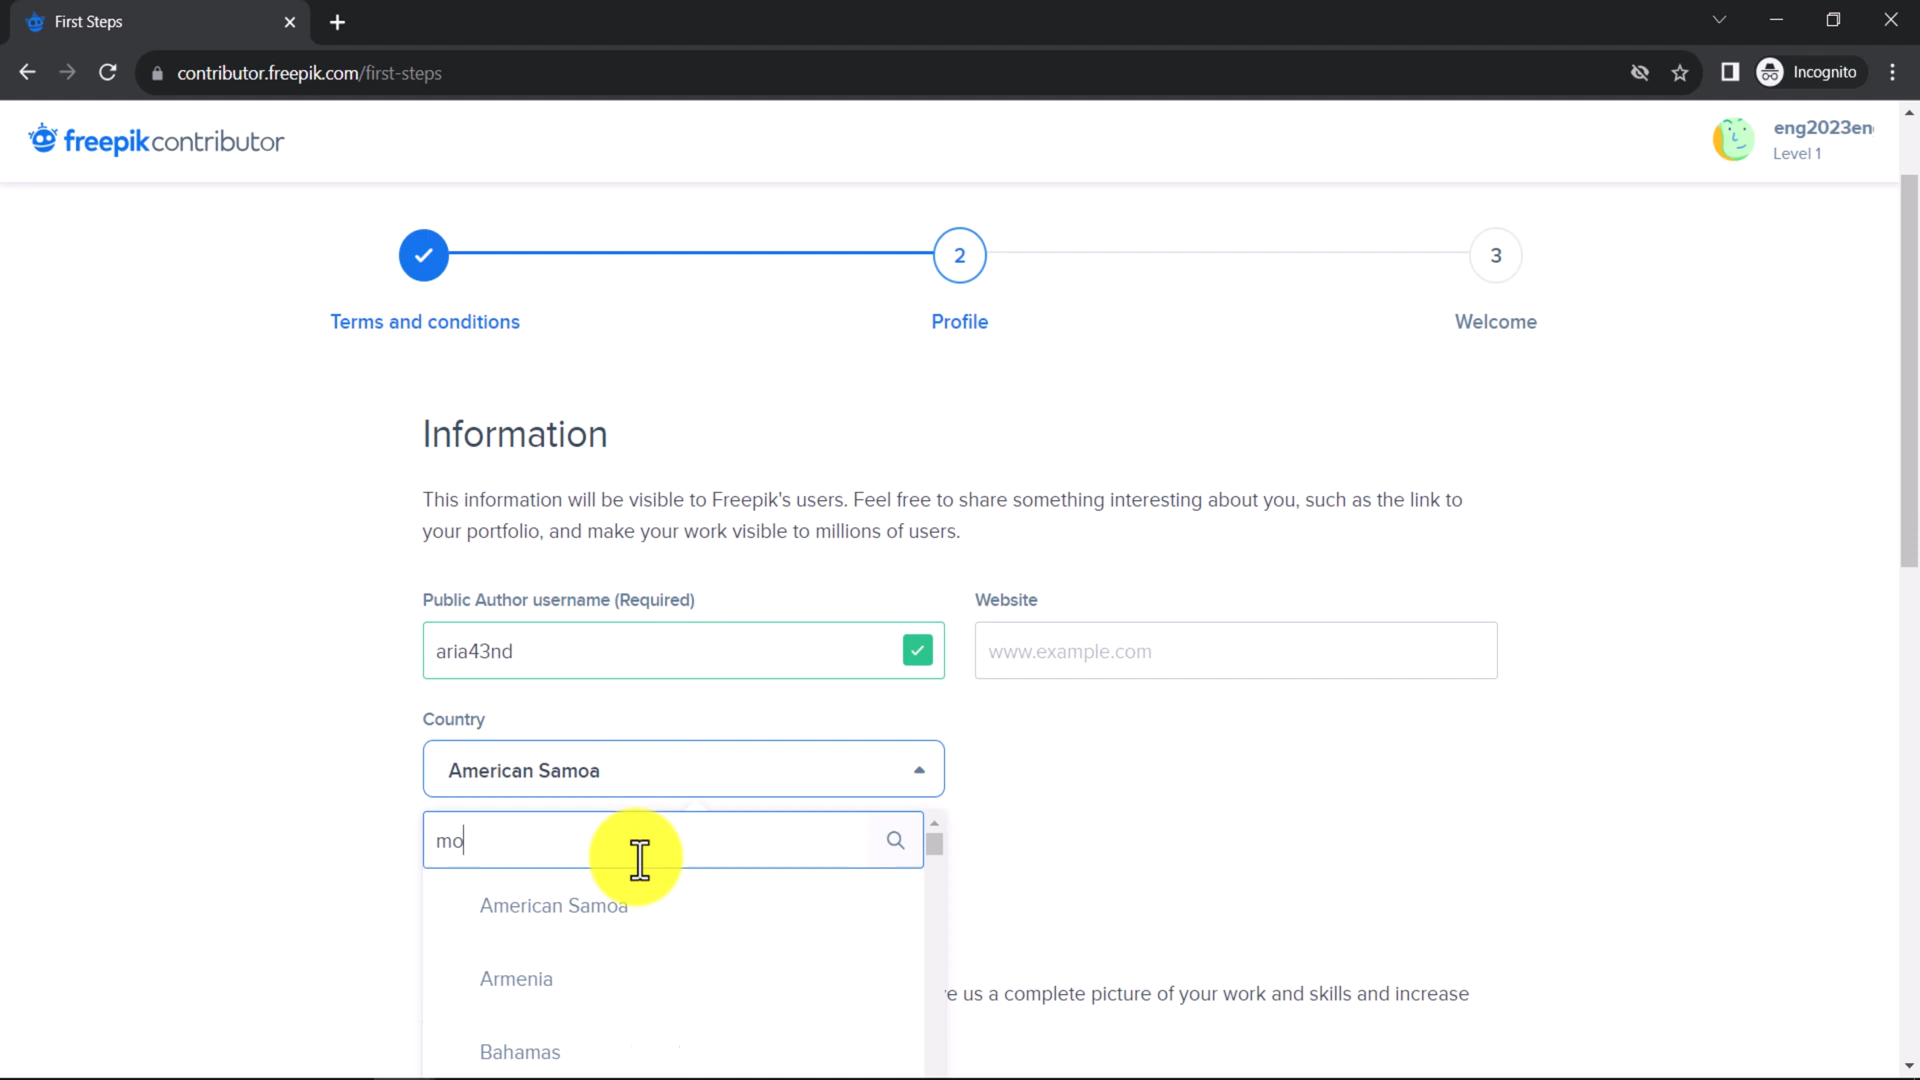 First Steps
contributor.freepik.com/first-steps
Incognito
freepik contributor
eng2023en
Level 1
2
3
Terms and conditions
Profile
Welcome
Information
This information will be visible to Freepik's users. Feel free to share something interesting about you, such as the link to
your portfolio, and make your work visible to millions of users.
Public Author username (Required)
Website
aria43nd
www.example.com
Country
American Samoa
mo
American Samoa
Armenia
us a complete picture of your work and skills and increase
Bahamas